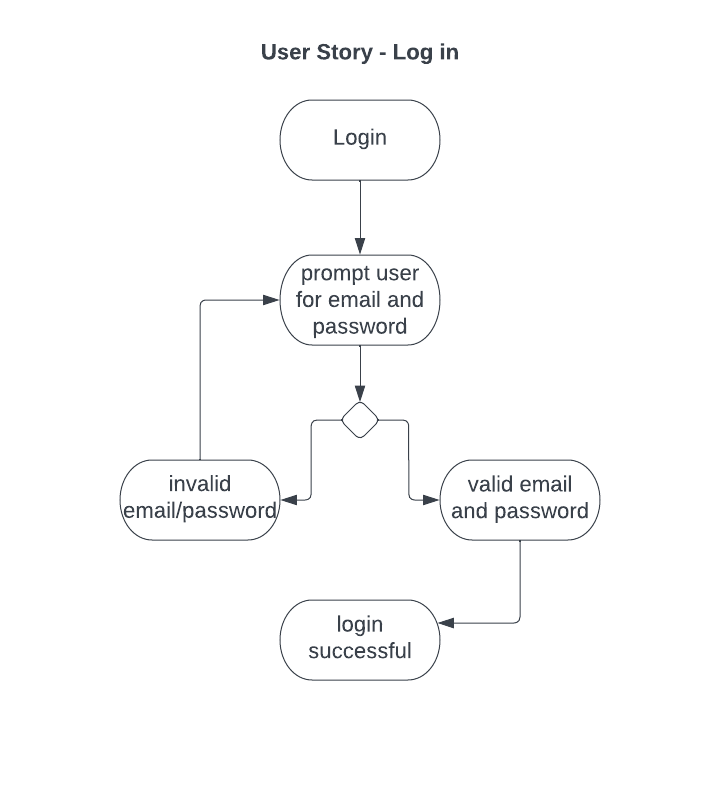 User Story - Log in
Login
prompt user
for email and
password
invalid
email/password
valid email
and password
login
successful